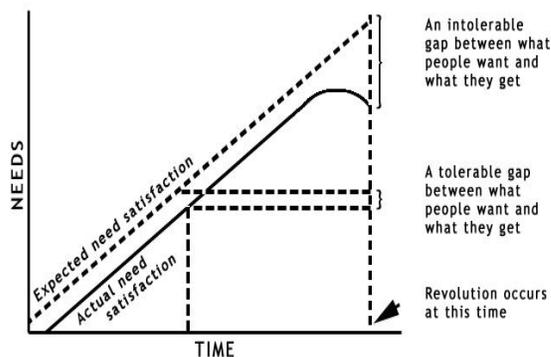 An intolerable
gap between what
people want and
what they get
NEEDS
Expected need satisfaction
Actual need
satisfaction
A tolerable gap
between what
people want and
what they get
Revolution occurs
at this time
TIME